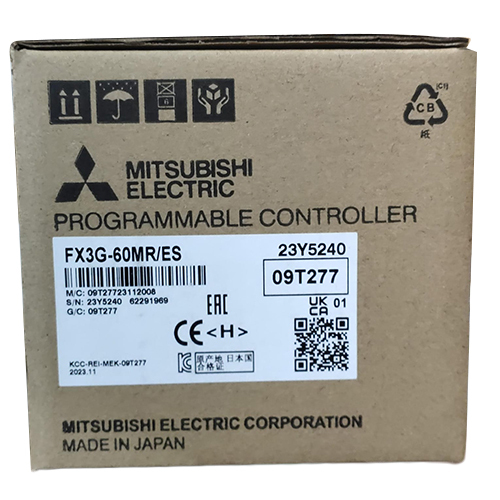 CB
紙
MITSUBISHI
ELECTRIC
PROGRAMMABLE CONTROLLER
FX3G-60MR/ES 23Y5240
09T277
M/C: 09T27723112008
S/N: 23Y5240 62291969
G/C: 09T277
EAC
CE <H>
UK 01
CA
KCC-REI-MEK-09T277
2023.11
原产地 日本国
合格证
MITSUBISHI ELECTRIC CORPORATION
MADE IN JAPAN